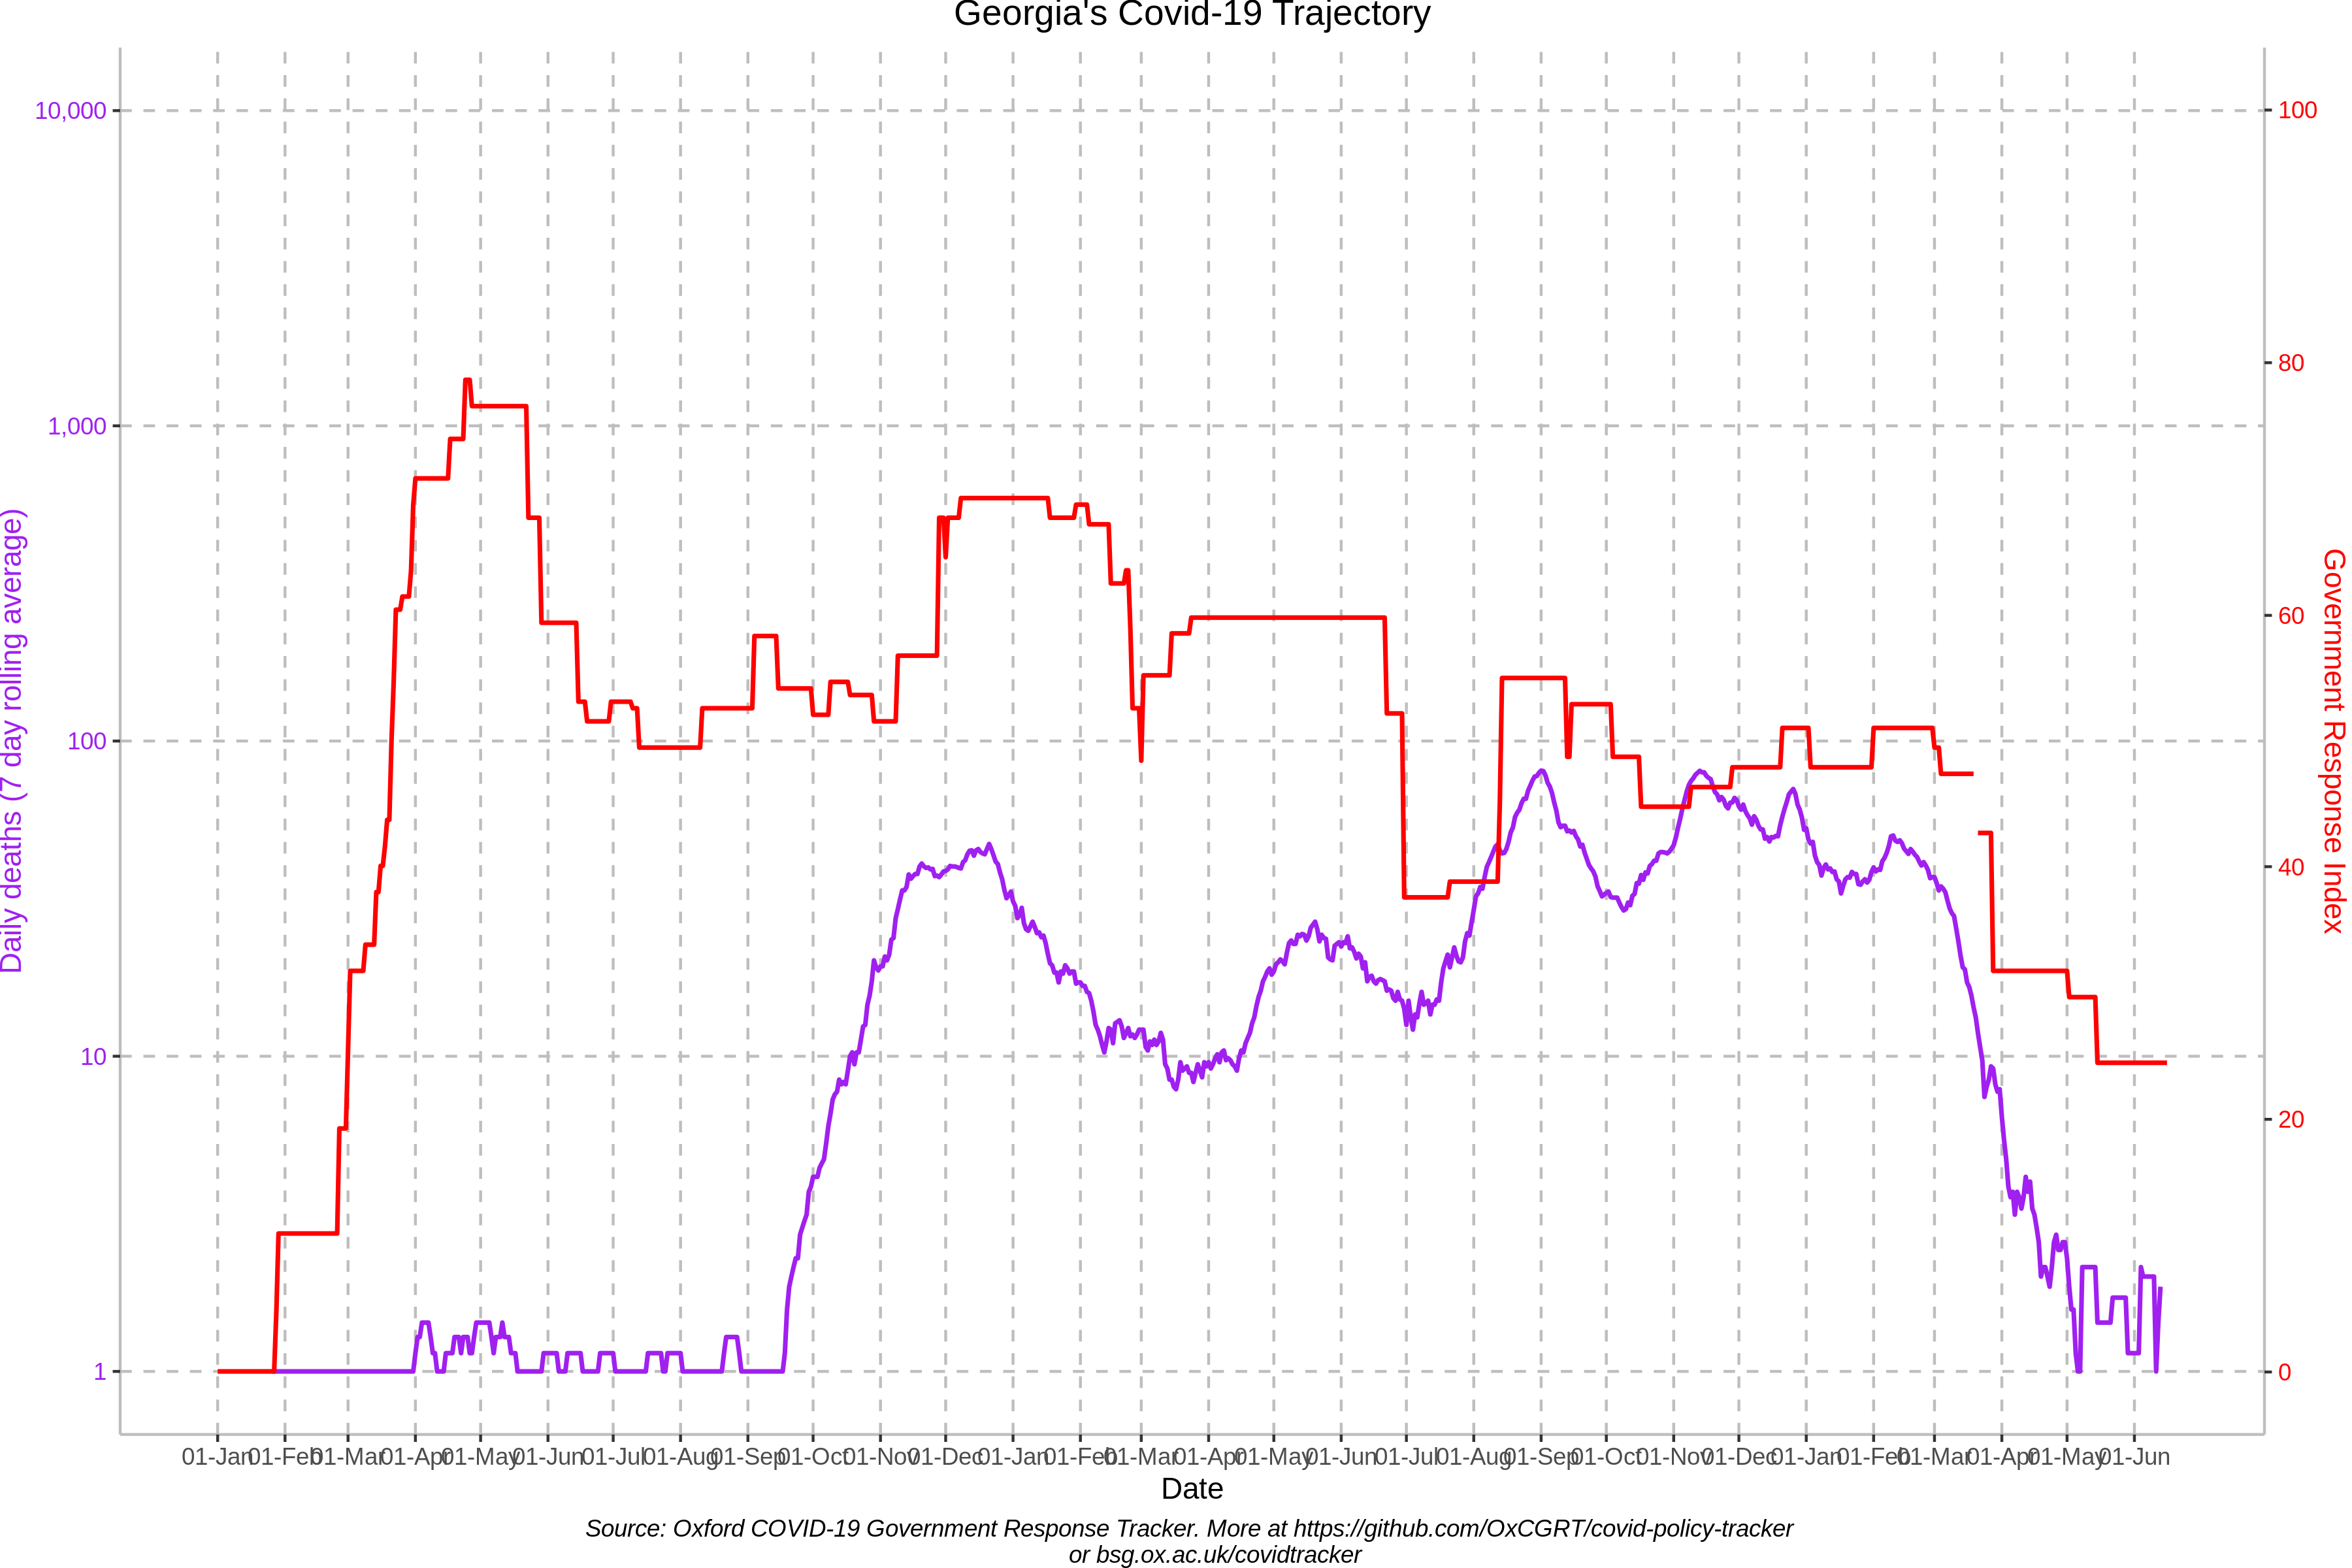 Georgia's Covid-19 Trajectory
10,000
1,000
100
10
1
Daily deaths (7 day rolling average)
100
80
60
40
20
0
Government Response Index
01-Jan 01-Feb 01-Mar 01-Apr 01-May 01-Jun 01-Jul 01-Aug 01-Sep 01-Oct 01-Nov 01-Dec 01-Jan 01-Feb 01-Mar 01-Apr 01-May 01-Jun 01-Jul 01-Aug 01-Sep 01-Oct 01-Nov 01-Dec 01-Jan 01-Feb 01-Mar 01-Apr 01-May 01-Jun
Date
Source: Oxford COVID-19 Government Response Tracker. More at https://github.com/OxCGRT/covid-policy-tracker
or bsg.ox.ac.uk/covidtracker